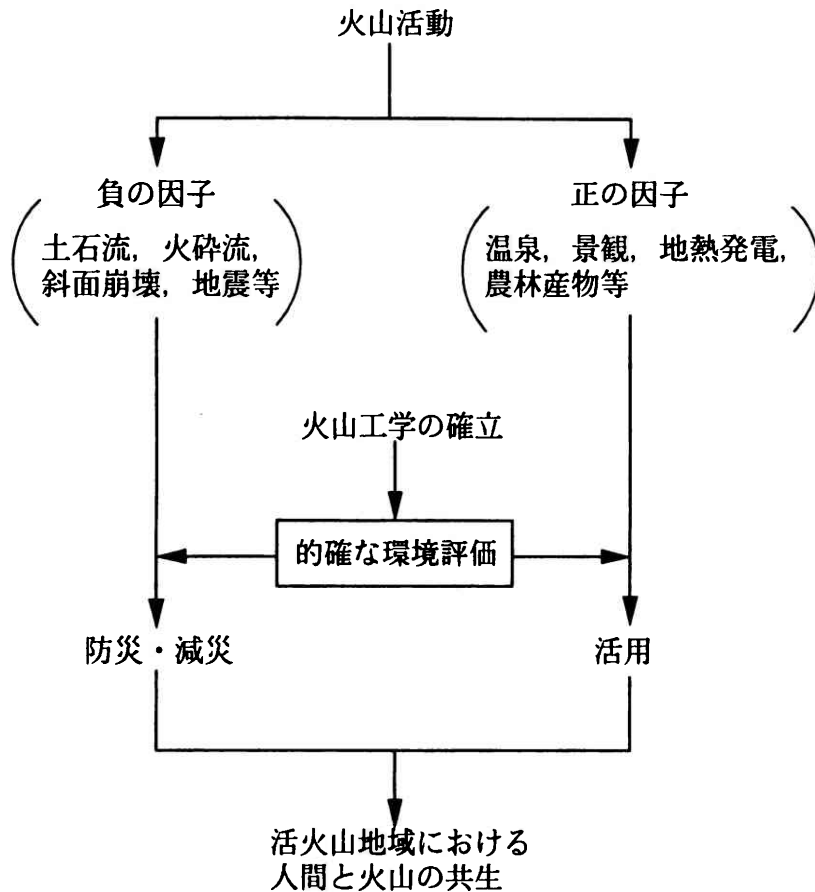 火山活動
負の因子
土石流，火砕流，
斜面崩壊，地震等
正の因子
温泉，景観，地熱発電，
農林産物等
火山工学の確立
的確な環境評価
防災・減災
活用
活火山地域における
人間と火山の共生